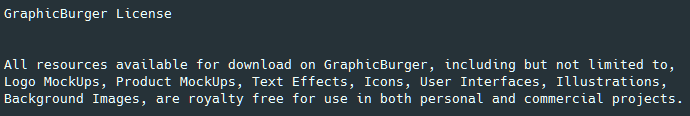 GraphicBurger License
All resources available for download on GraphicBurger, including but not limited to,
Logo MockUps, Product MockUps, Text Effects, Icons, User Interfaces, Illustrations,
Background Images, are royalty free for use in both personal and commercial projects.